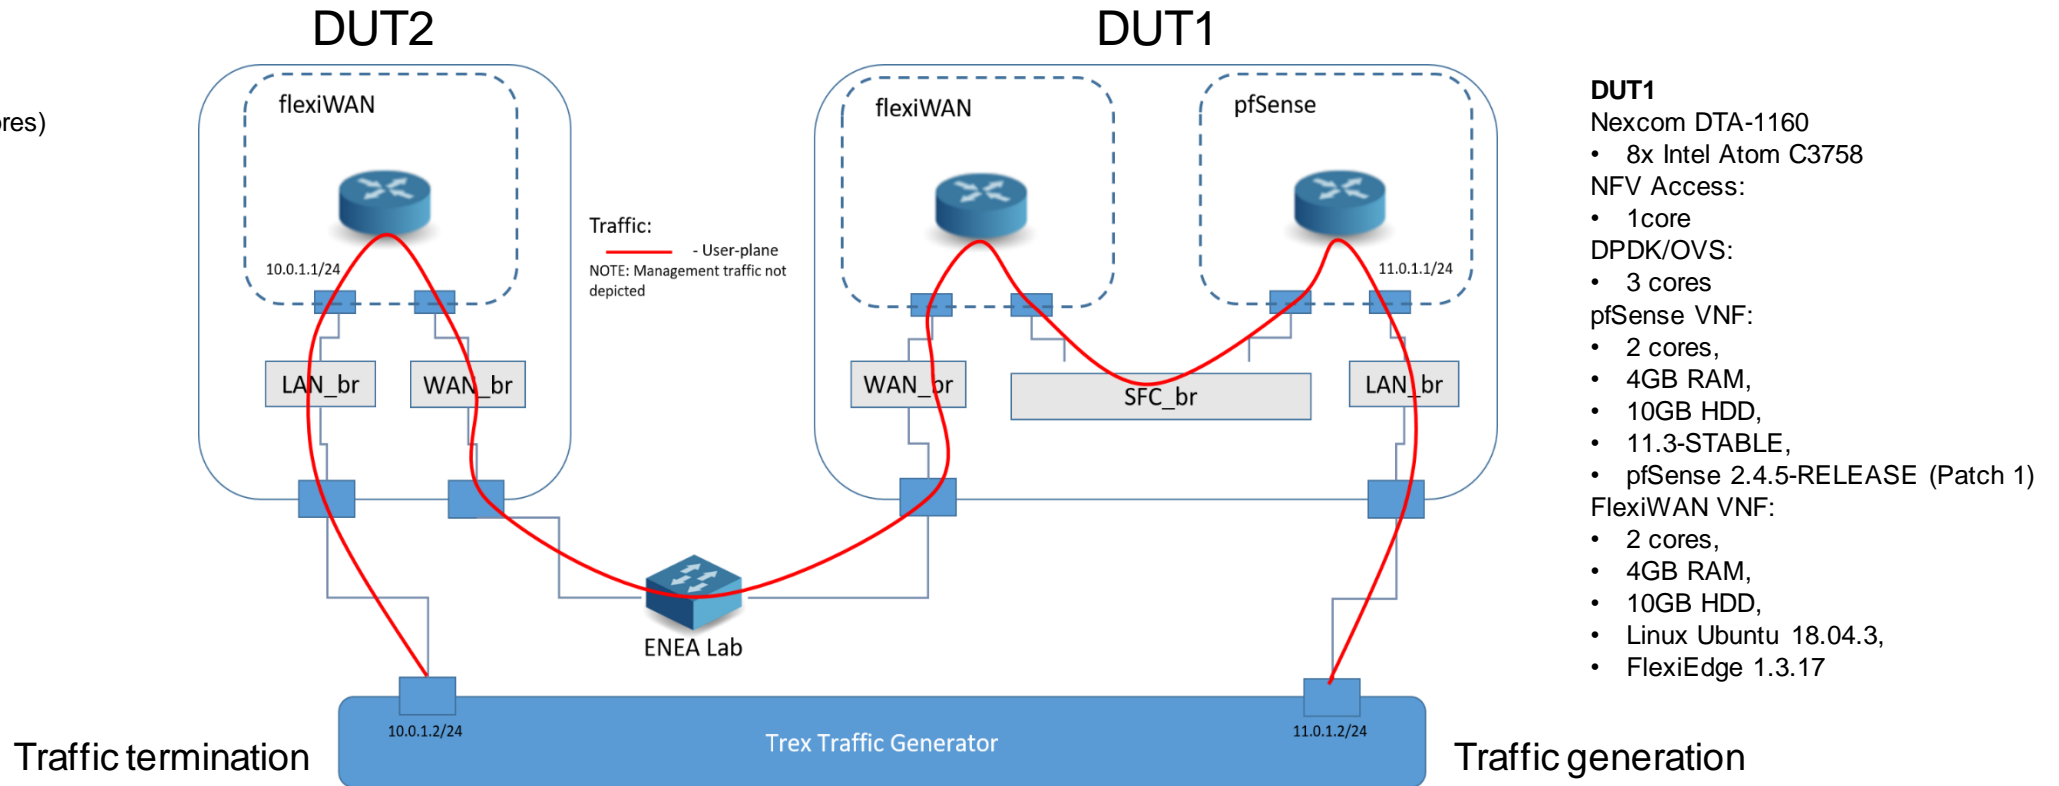 DUT2
DUT1
ores)
flexiWAN
10.0.1.1/24
LAN_br
WAN_br
Traffic:
- User-plane
NOTE: Management traffic not
depicted
flexiWAN
pfSense
11.0.1.1/24
WAN_br
SFC_br
LAN_br
ENEA Lab
10.0.1.2/24
Trex Traffic Generator
11.0.1.2/24
Traffic termination
Traffic generation
DUT1
Nexcom DTA-1160
• 8x Intel Atom C3758
NFV Access:
• 1core
DPDK/OVS:
• 3 cores
pfSense VNF:
• 2 cores,
• 4GB RAM,
• 10GB HDD,
• 11.3-STABLE,
• pfSense 2.4.5-RELEASE (Patch 1)
FlexiWAN VNF:
• 2 cores,
• 4GB RAM,
• 10GB HDD,
• Linux Ubuntu 18.04.3,
• FlexiEdge 1.3.17